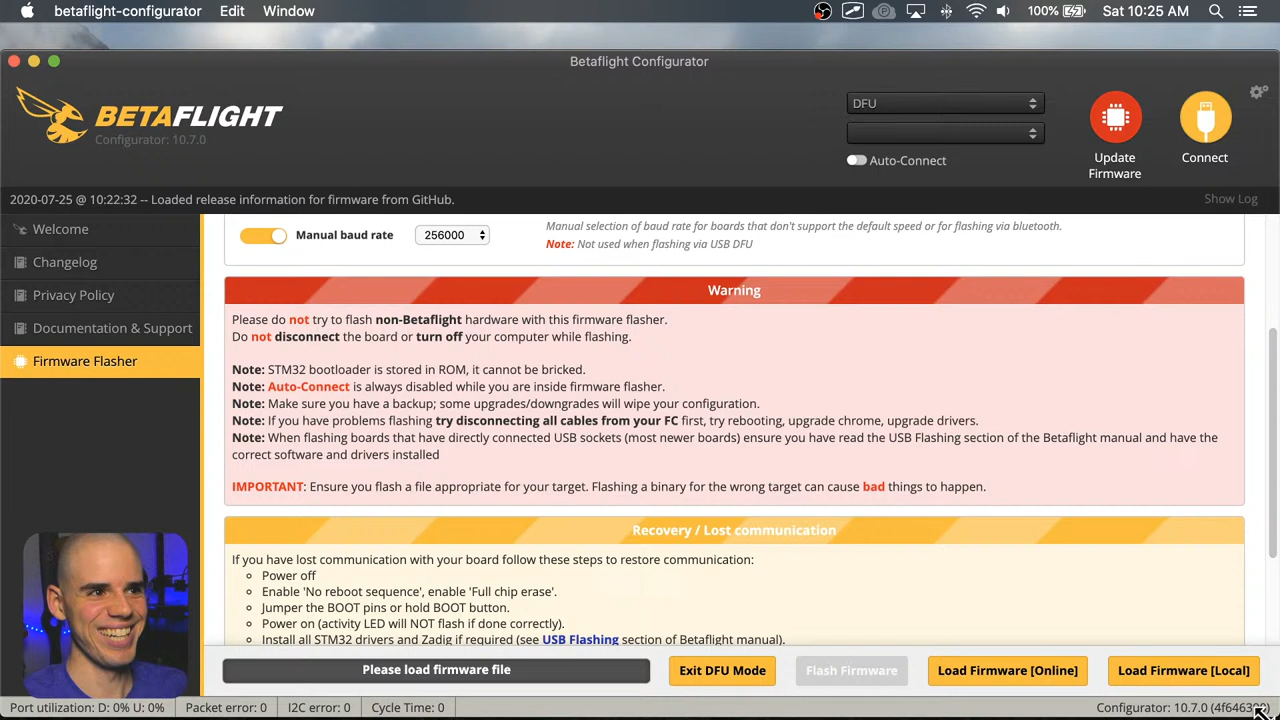 betaflight-configurator Edit Window 100% Sat 10:25 AM
Betaflight Configurator
BETAFLIGHT
Configurator: 10.7.0
DFU
Auto-Connect
Update
Firmware
Connect
2020-07-25 @ 10:22:32 -- Loaded release information for firmware from GitHub.
Show Log
Welcome
Changelog
Privacy Policy
Documentation & Support
Firmware Flasher
Manual baud rate 256000
Manual selection of baud rate for boards that don't support the default speed or for flashing via bluetooth.
Note: Not used when flashing via USB DFU
Warning
Please do not try to flash non-Betaflight hardware with this firmware flasher.
Do not disconnect the board or turn off your computer while flashing.
Note: STM32 bootloader is stored in ROM, it cannot be bricked.
Note: Auto-Connect is always disabled while you are inside firmware flasher.
Note: Make sure you have a backup; some upgrades/downgrades will wipe your configuration.
Note: If you have problems flashing try disconnecting all cables from your FC first, try rebooting, upgrade chrome, upgrade drivers.
Note: When flashing boards that have directly connected USB sockets (most newer boards) ensure you have read the USB Flashing section of the Betaflight manual and have the
correct software and drivers installed
IMPORTANT: Ensure you flash a file appropriate for your target. Flashing a binary for the wrong target can cause bad things to happen.
Recovery / Lost communication
If you have lost communication with your board follow these steps to restore communication:
Power off
Enable 'No reboot sequence', enable 'Full chip erase'.
Jumper the BOOT pins or hold BOOT button.
Power on (activity LED will NOT flash if done correctly).
Install all STM32 drivers and Zadig if required (see USB Flashing section of Betaflight manual).
Please load firmware file
Exit DFU Mode
Flash Firmware
Load Firmware [Online]
Load Firmware [Local]
Port utilization: D: 0% U: 0% Packet error: 0 I2C error: 0 Cycle Time: 0 Configurator: 10.7.0